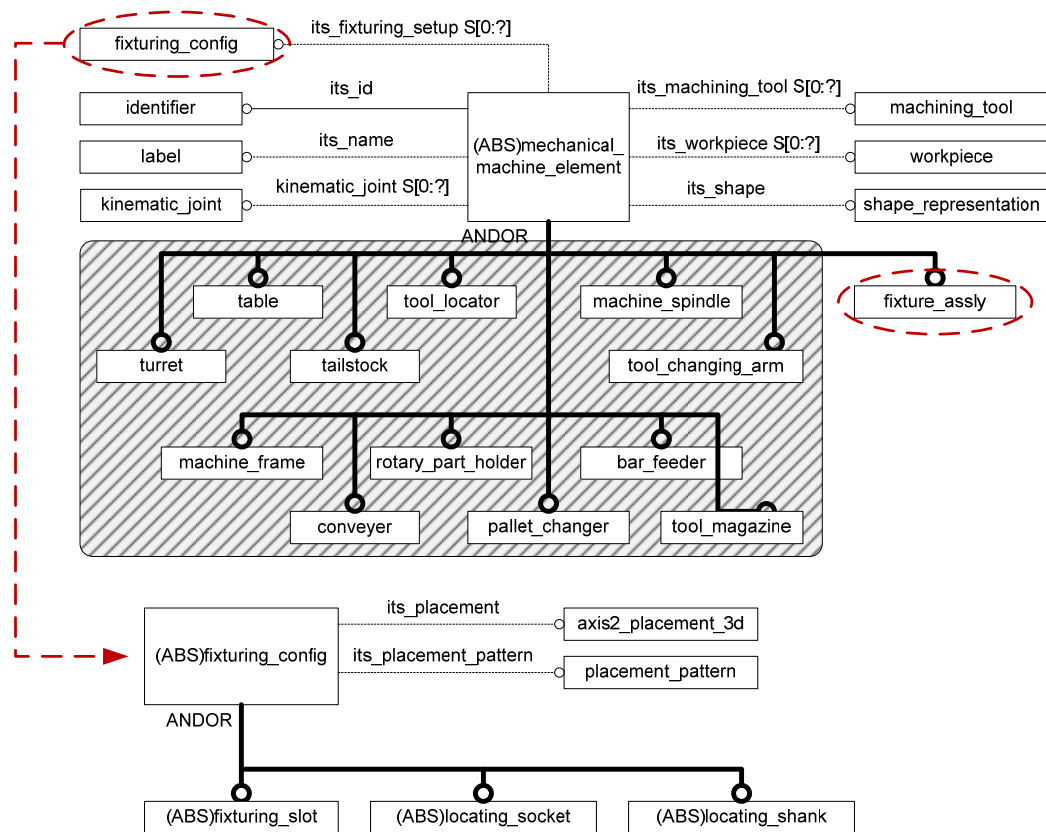 its_fixturing_setup S[0:?]
fixturing_config
its_id
its_machining_tool S[0:?]
identifier
machining_tool
(ABS)mechanical_
machine_element
its_name
its_workpiece S[0:?]
label
workpiece
kinematic_joint S[0:?]
its_shape
kinematic_joint
shape_representation
ANDOR
table
tool_locator
machine_spindle
fixture_assly
turret
tailstock
tool_changing_arm
machine_frame
rotary_part_holder
bar_feeder
conveyer
pallet_changer
tool_magazine
its_placement
axis2_placement_3d
(ABS)fixturing_config
its_placement_pattern
placement_pattern
ANDOR
(ABS)fixturing_slot
(ABS)locating_socket
(ABS)locating_shank